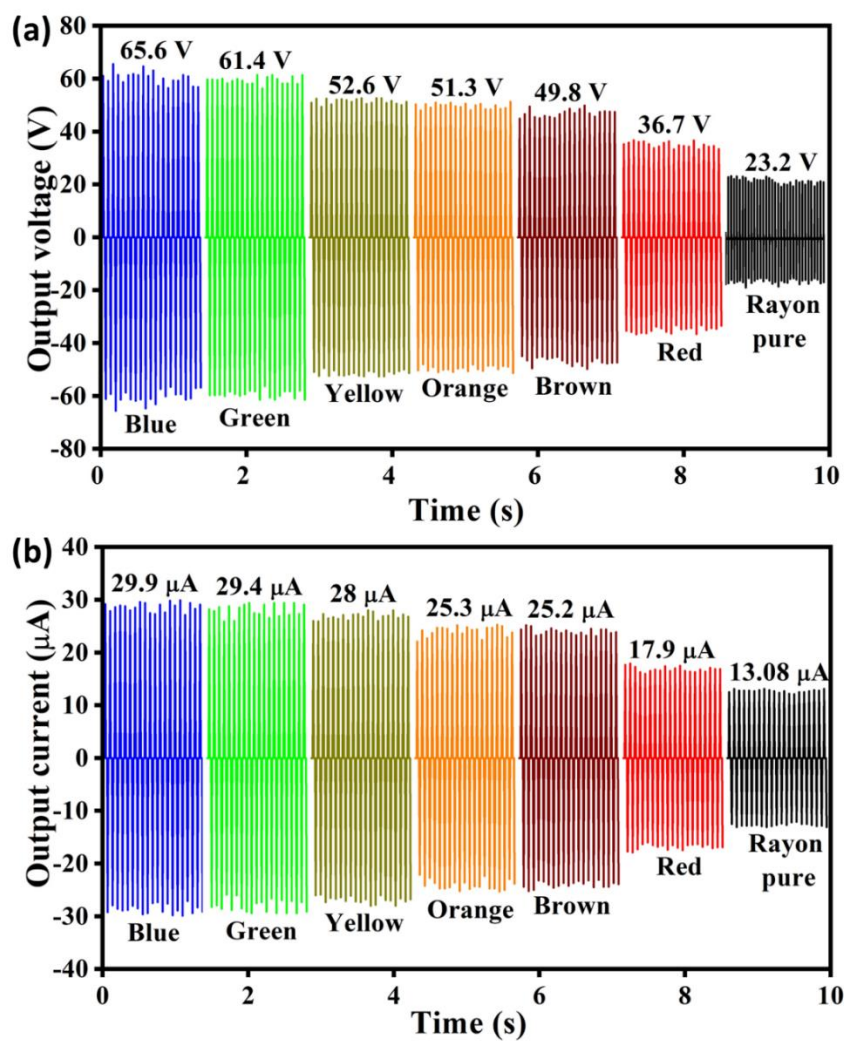 (a)
65.6 V
61.4 V
52.6 V
51.3 V
49.8 V
36.7 V
23.2 V
80
60
40
20
0
-20
-40
-60
-80
Output voltage (V)
Blue
Green
Yellow
Orange
Brown
Red
Rayon
pure
0
2
4
6
8
10
Time (s)
(b)
29.9 μA
29.4 μA
28 μA
25.3 μA
25.2 μA
17.9 μA
13.08 μA
40
30
20
10
0
-10
-20
-30
-40
Output current (μA)
Blue
Green
Yellow
Orange
Brown
Red
Rayon
pure
0
2
4
6
8
10
Time (s)